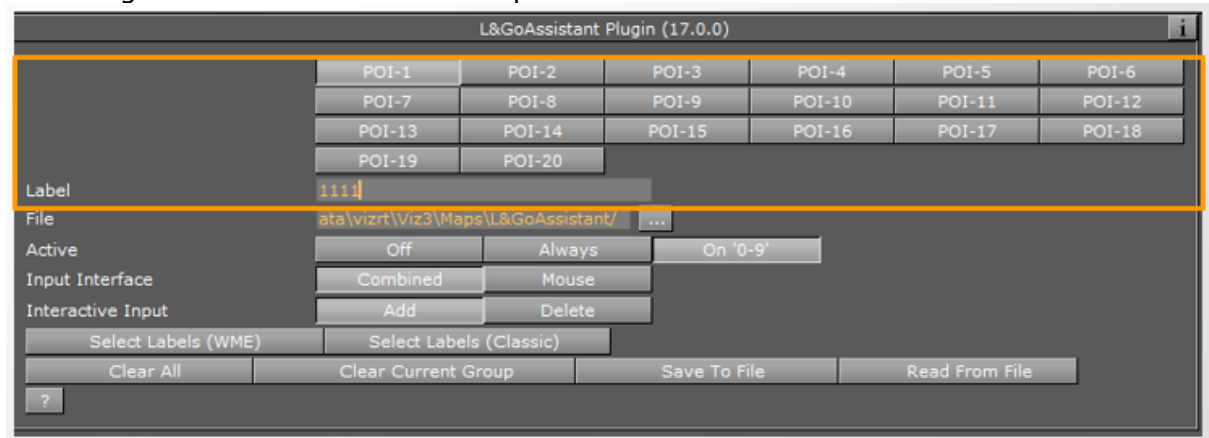 L&GoAssistant Plugin (17.0.0) i
POI-1 POI-2 POI-3 POI-4 POI-5 POI-6
POI-7 POI-8 POI-9 POI-10 POI-11 POI-12
POI-13 POI-14 POI-15 POI-16 POI-17 POI-18
POI-19 POI-20
Label 1111
File ata\vizrt\Viz3\Maps\L&GoAssistant/ ...
Active Off Always On '0-9'
Input Interface Combined Mouse
Interactive Input Add Delete
Select Labels (WME) Select Labels (Classic)
Clear All Clear Current Group Save To File Read From File
?